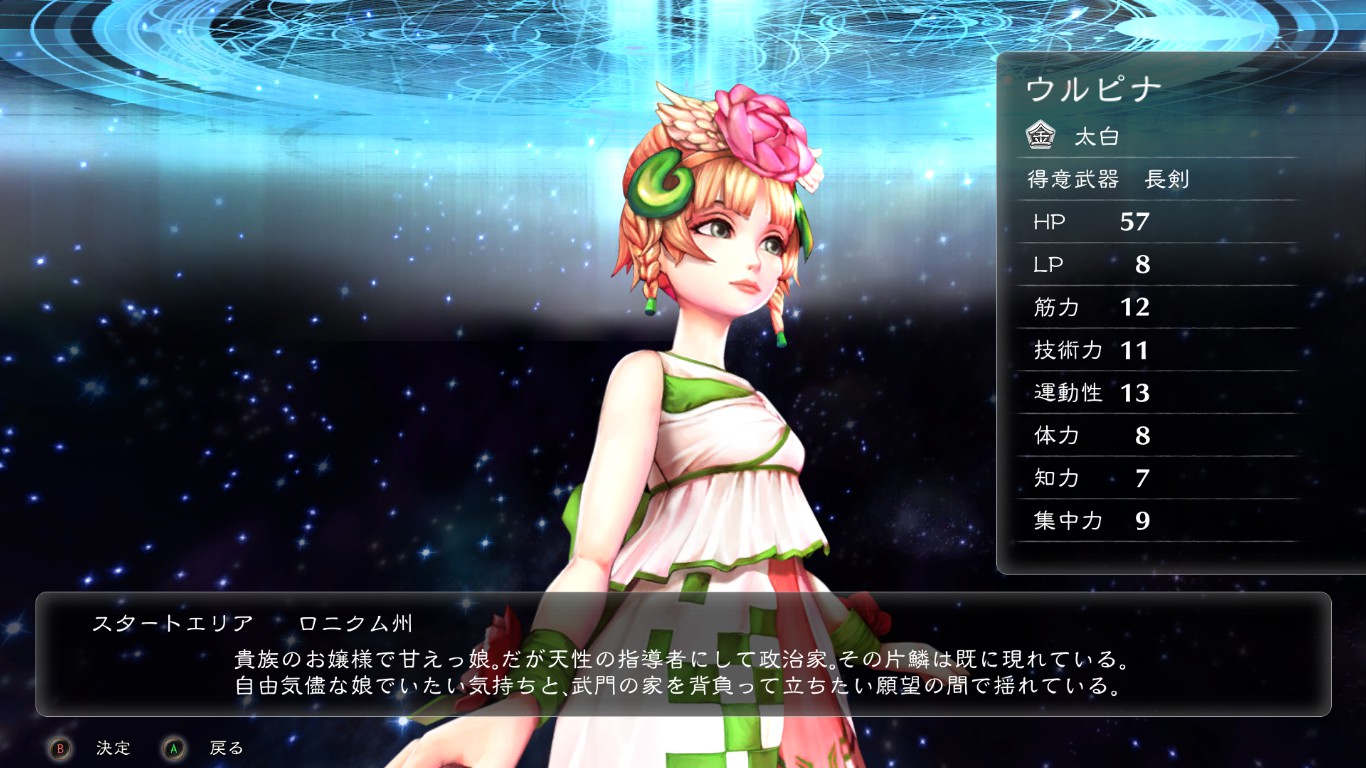 ウルピナ
金 太白
得意武器 長剣
HP 57
LP 8
筋力 12
技術力 11
運動性 13
体力 8
知力 7
集中力 9
スタートエリア ロニクム州
貴族のお嬢様で甘えっ娘。だが天性の指導者にして政治家。その片鱗は既に現れている。
自由気儘な娘でいたい気持ちと、武門の家を背負って立ちたい願望の間で揺れている。
B 決定 A 戻る